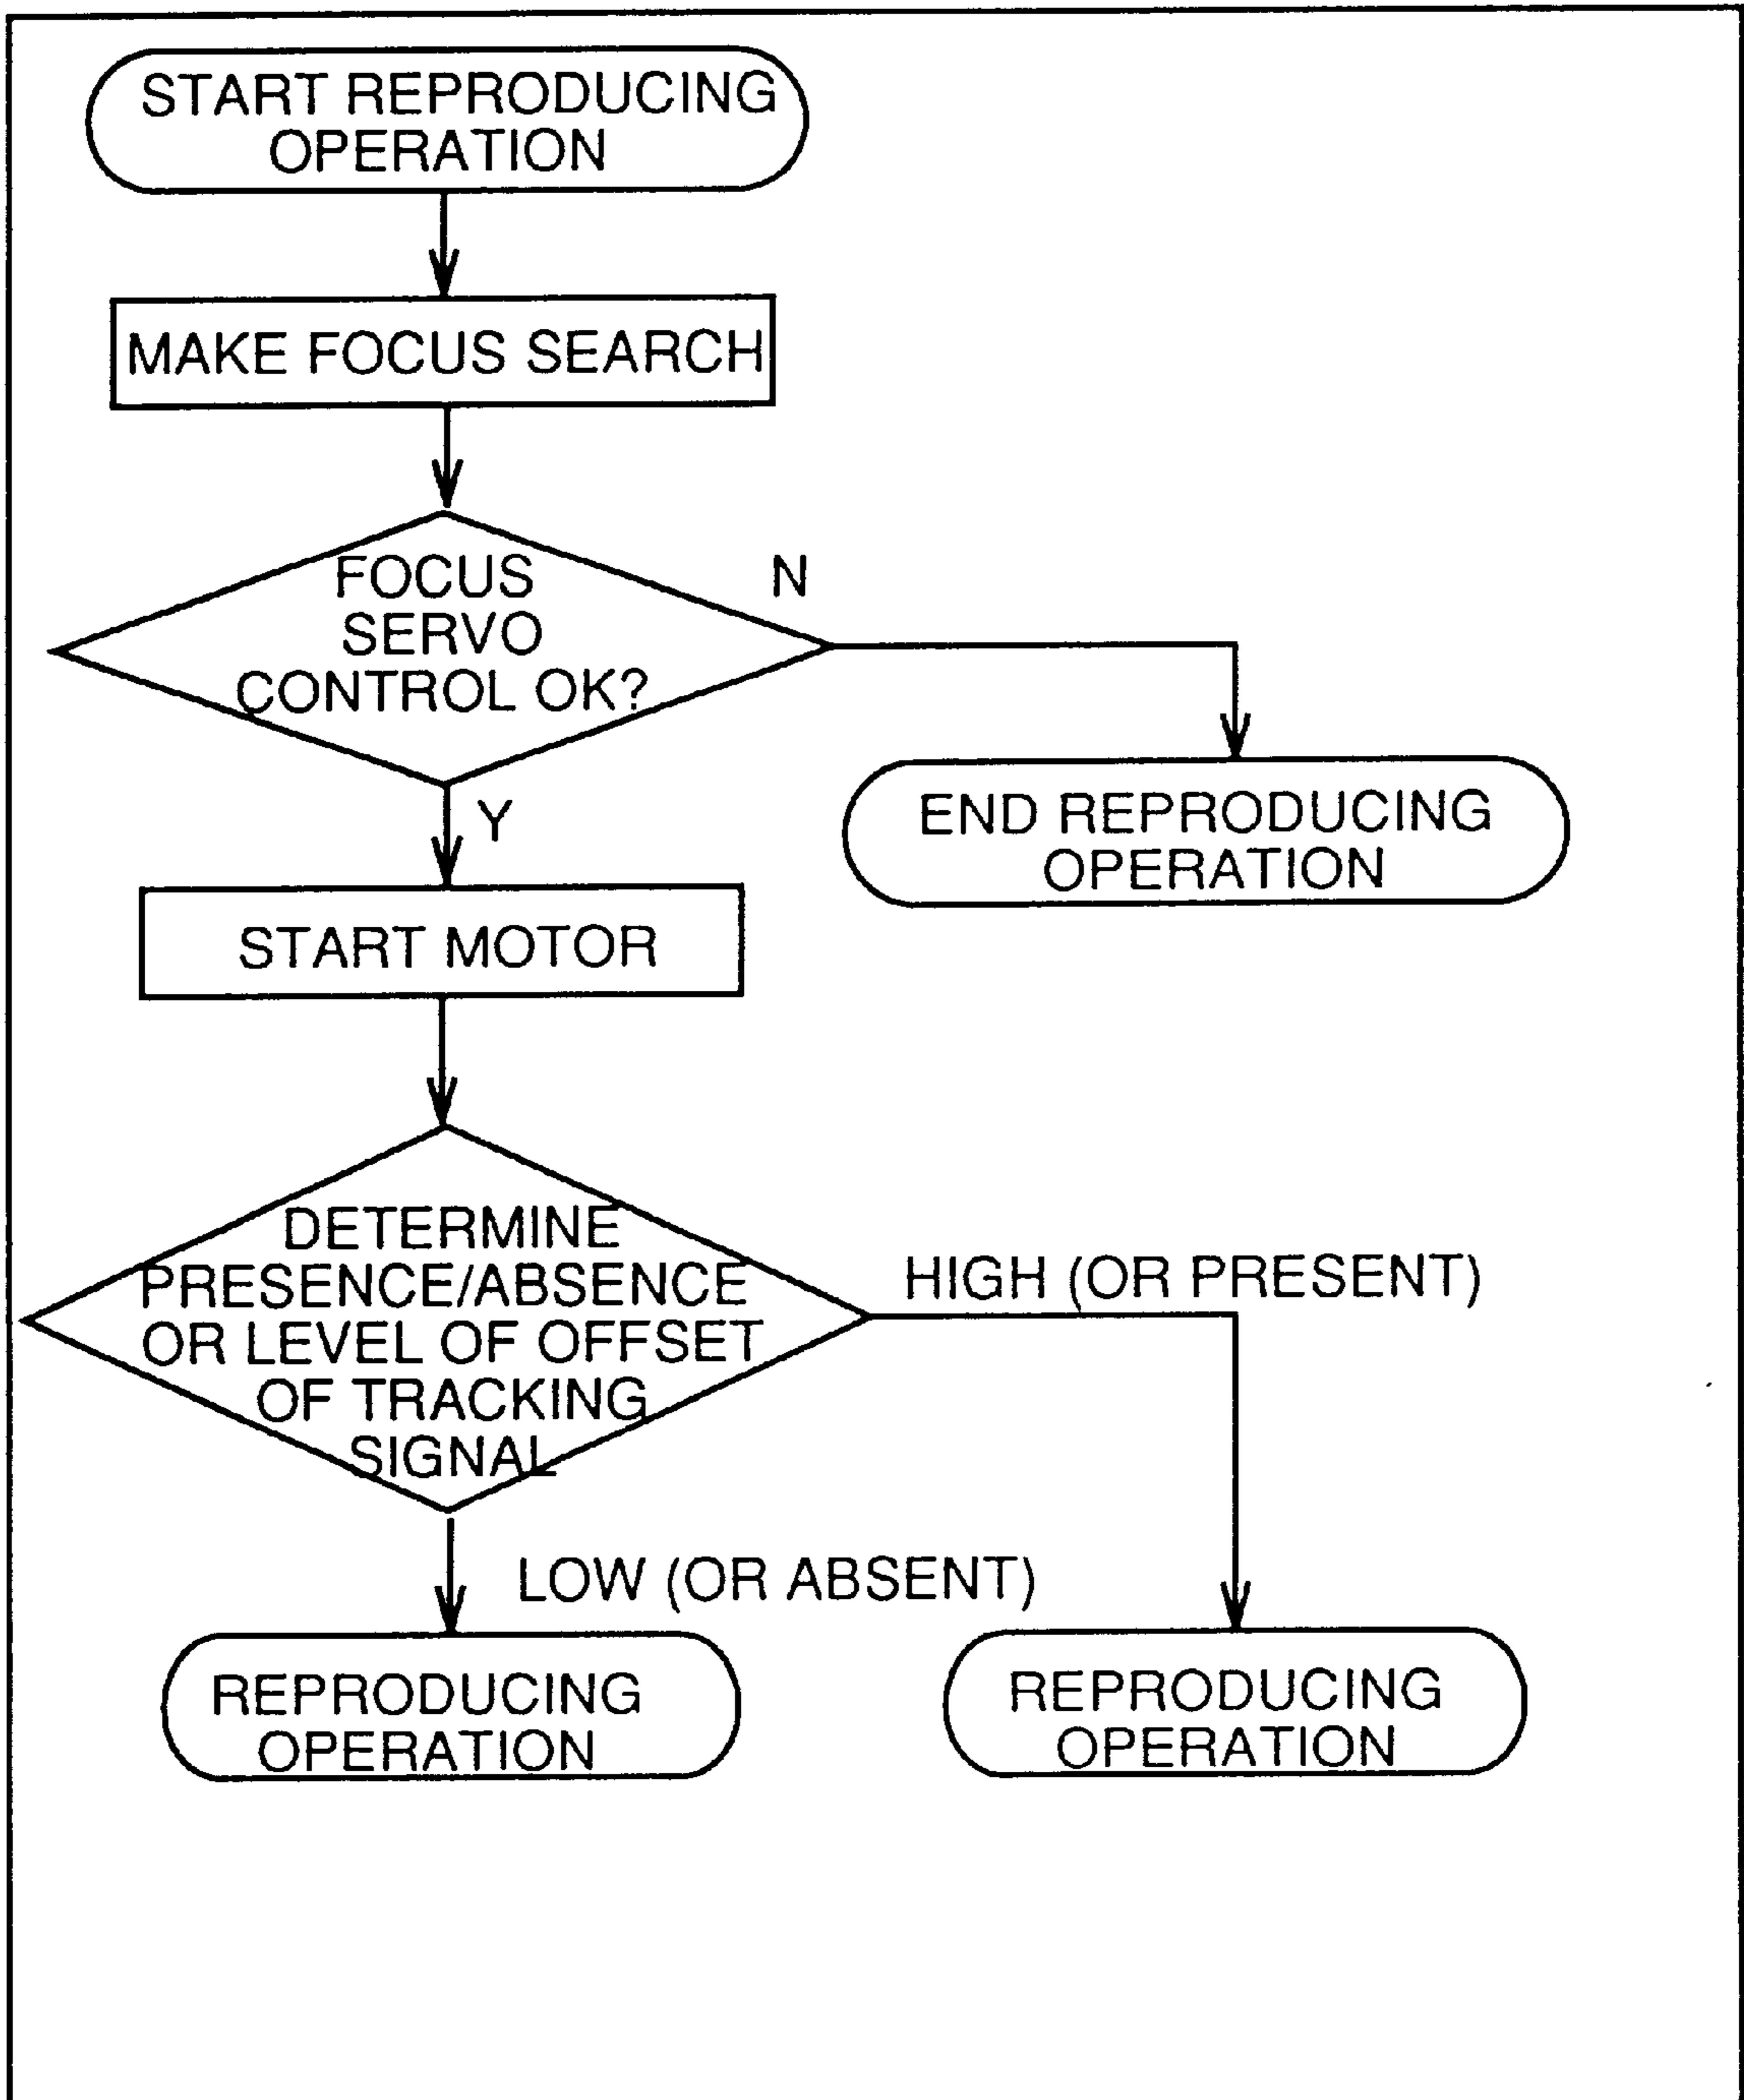 START REPRODUCING
OPERATION
MAKE FOCUS SEARCH
FOCUS
SERVO
CONTROL OK?
N
Y
END REPRODUCING
OPERATION
START MOTOR
DETERMINE
PRESENCE/ABSENCE
OR LEVEL OF OFFSET
OF TRACKING
SIGNAL
HIGH (OR PRESENT)
LOW (OR ABSENT)
REPRODUCING
OPERATION
REPRODUCING
OPERATION